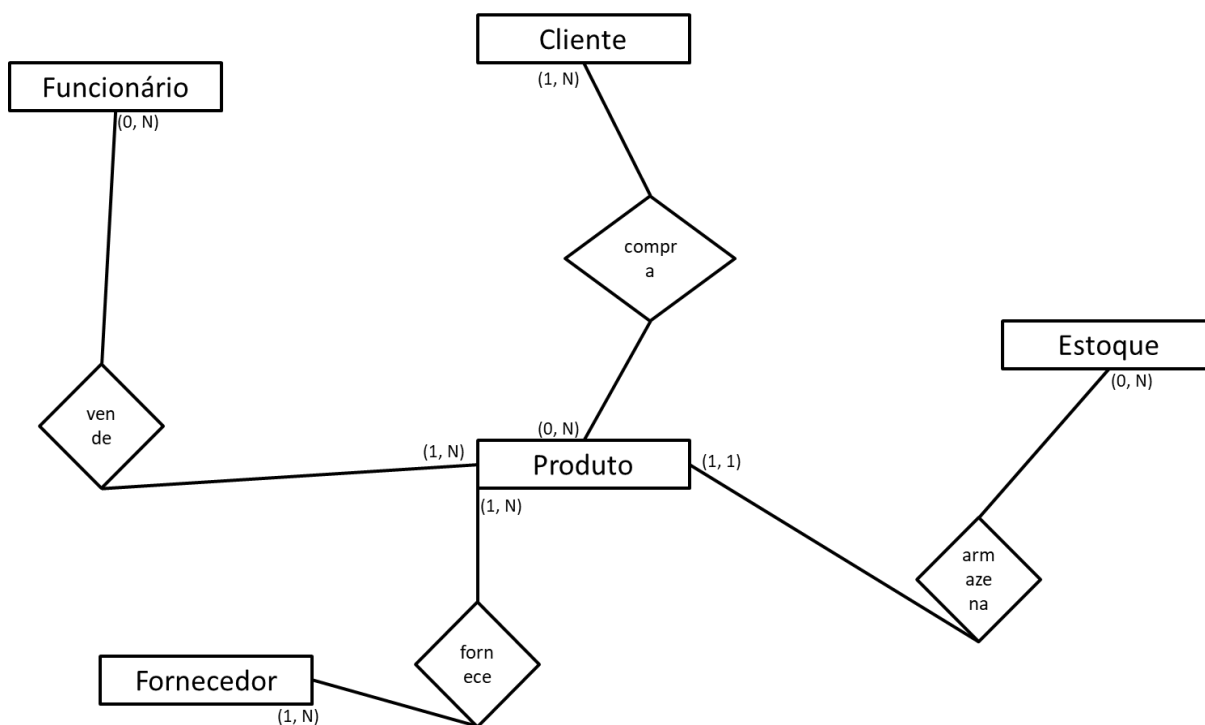 Cliente
(1, N)
Funcionário
(0, N)
compr
a
Estoque
(0, N)
ven
de
(0, N)
(1, N)
Produto
(1, 1)
(1, N)
arm
aze
na
forn
ece
Fornecedor
(1, N)